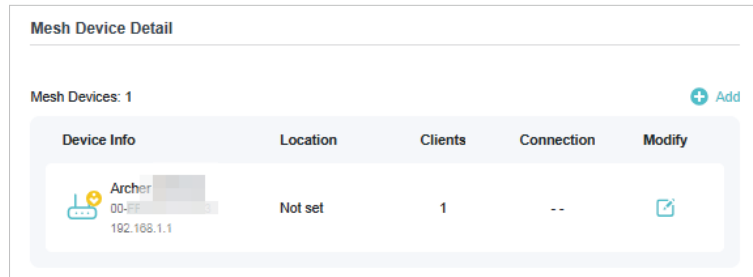 Mesh Device Detail
Mesh Devices: 1
Add
Device Info Location Clients Connection Modify
Archer
00-FF
192.168.1.1
Not set 1 --